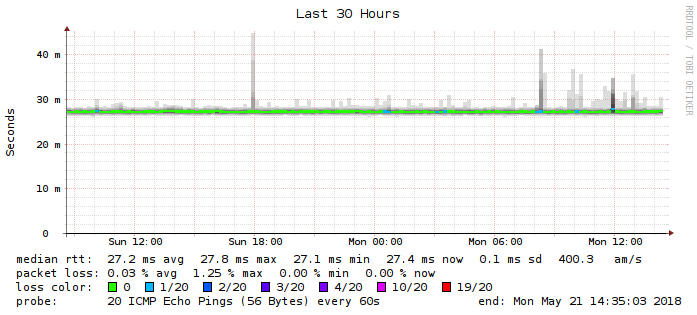 Last 30 Hours
RRDTOOL / TOBI OETIKER
Seconds
40 m
30 m
20 m
10 m
0
Sun 12:00 Sun 18:00 Mon 00:00 Mon 06:00 Mon 12:00
median rtt: 27.2 ms avg 27.8 ms max 27.1 ms min 27.4 ms now 0.1 ms sd 400.3 am/s
packet loss: 0.03 % avg 1.25 % max 0.00 % min 0.00 % now
loss color: 0 1/20 2/20 3/20 4/20 10/20 19/20
probe: 20 ICMP Echo Pings (56 Bytes) every 60s end: Mon May 21 14:35:03 2018